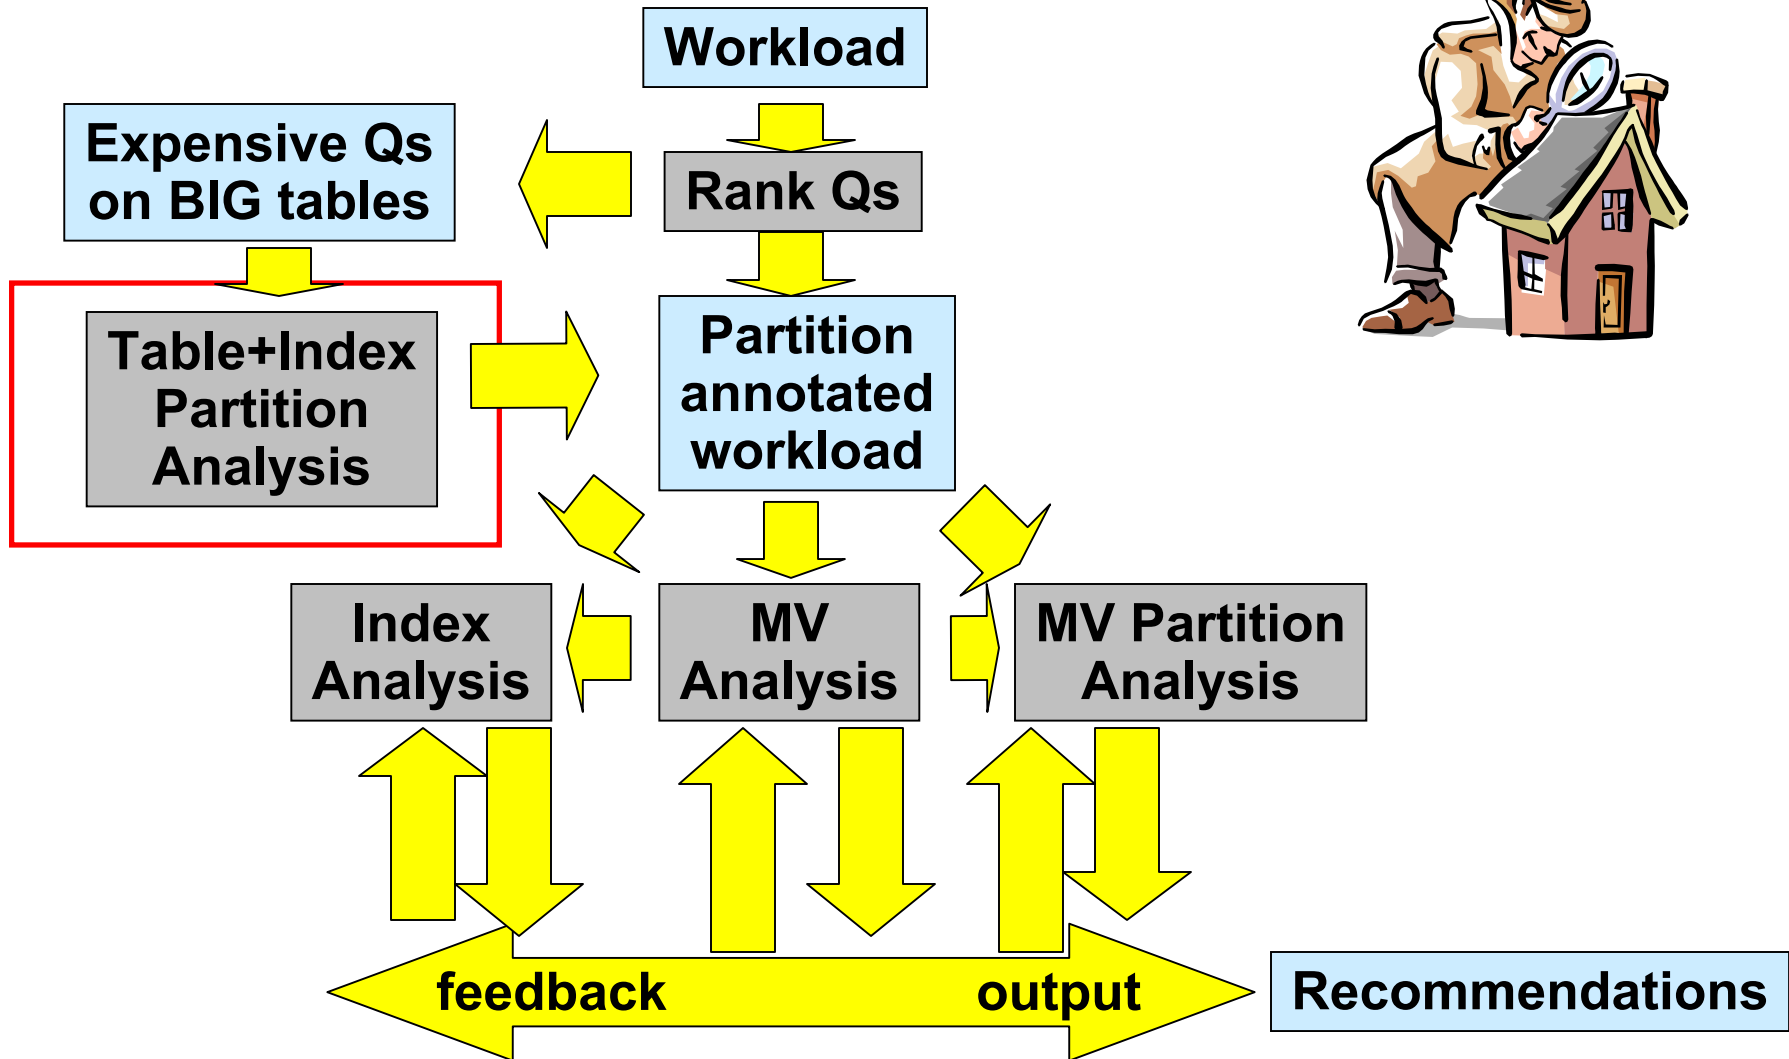 Workload
Expensive Qs
on BIG tables
Rank Qs
Table+Index
Partition
Analysis
Partition
annotated
workload
Index
Analysis
MV
Analysis
MV Partition
Analysis
feedback
output
Recommendations